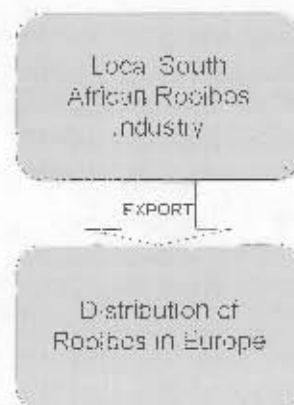 Local South
African Rooibos
Industry
EXPORT
Distribution of
Rooibos in Europe